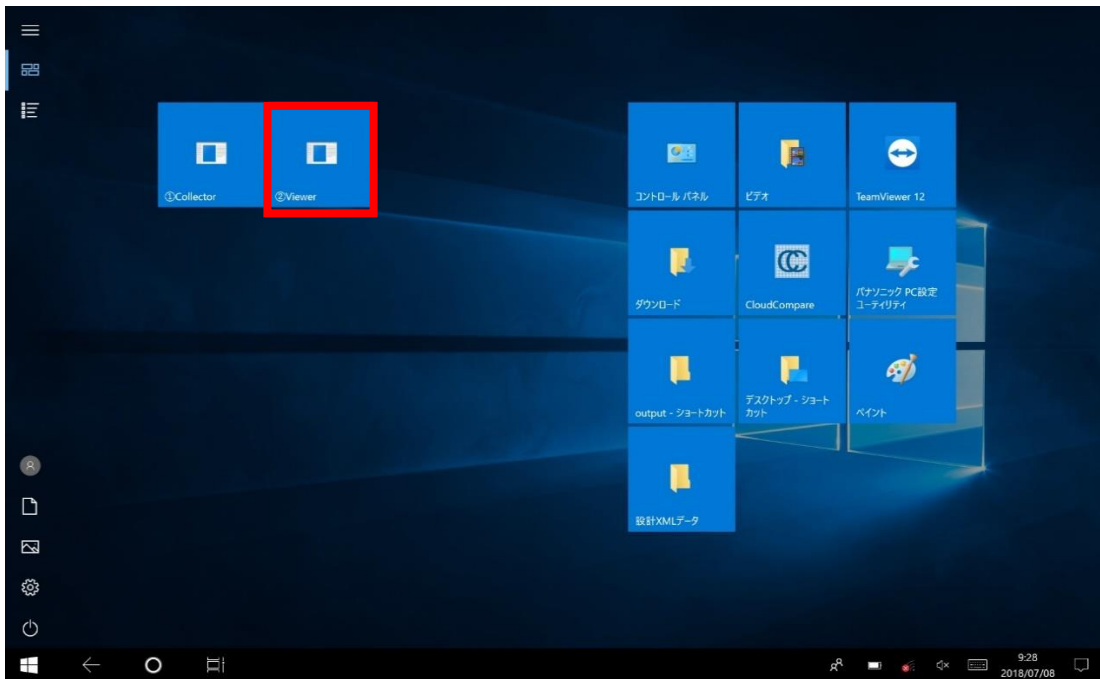 ①Collector
②Viewer
コントロール パネル
ビデオ
TeamViewer 12
ダウンロード
CloudCompare
パナソニック PC設定
ユーティリティ
output - ショートカット
デスクトップ - ショート
カット
ペイント
設計XMLデータ
9:28
2018/07/08